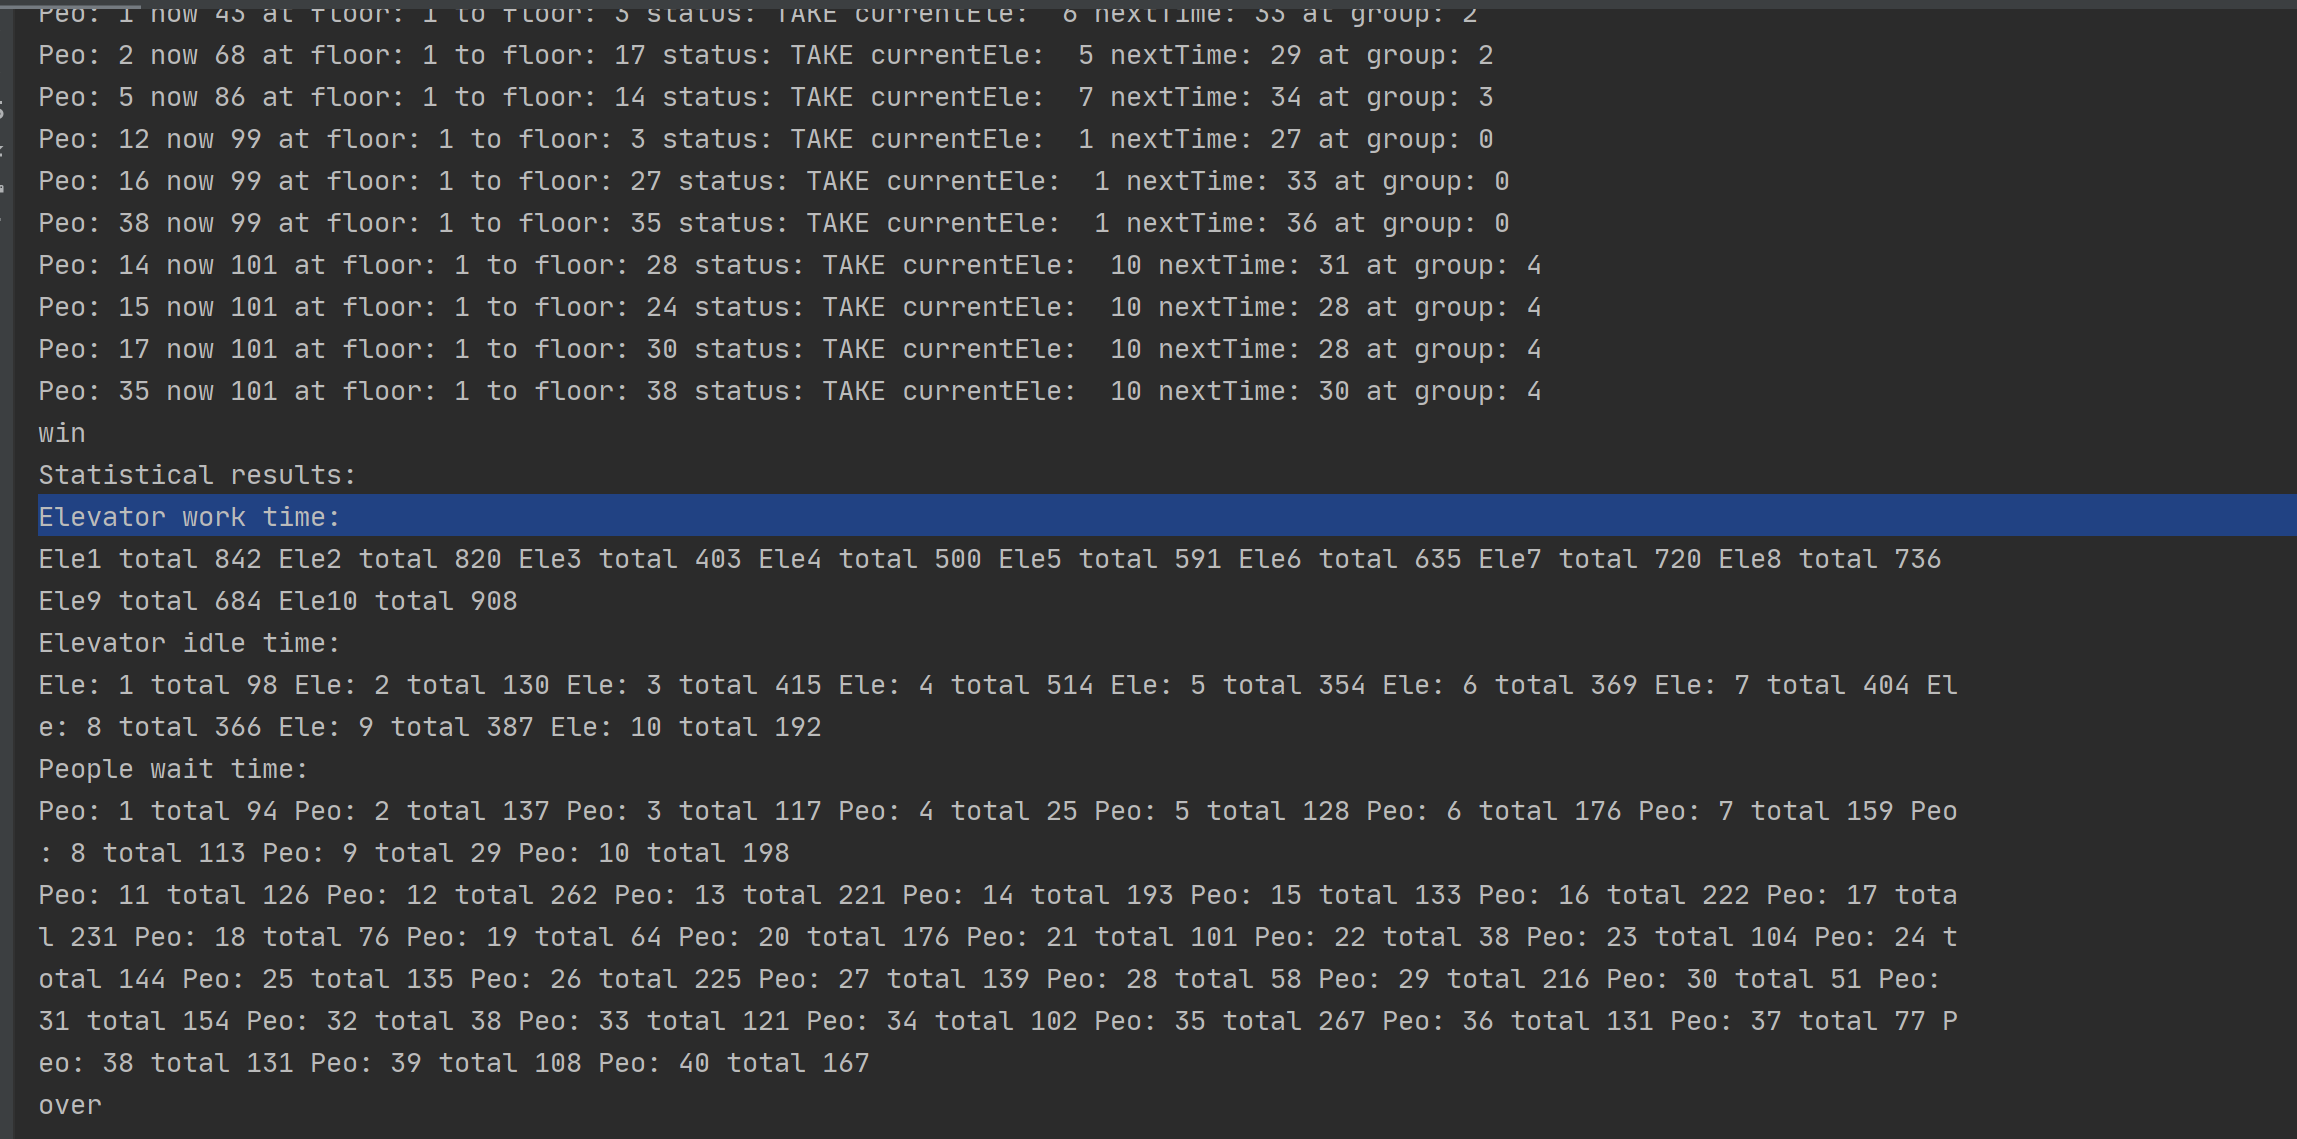 Peo: 1 now 43 at floor: 1 to floor: 3 status: TAKE currentEle:  6 nextTime: 33 at group: 2
Peo: 2 now 68 at floor: 1 to floor: 17 status: TAKE currentEle:  5 nextTime: 29 at group: 2
Peo: 5 now 86 at floor: 1 to floor: 14 status: TAKE currentEle:  7 nextTime: 34 at group: 3
Peo: 12 now 99 at floor: 1 to floor: 3 status: TAKE currentEle:  1 nextTime: 27 at group: 0
Peo: 16 now 99 at floor: 1 to floor: 27 status: TAKE currentEle:  1 nextTime: 33 at group: 0
Peo: 38 now 99 at floor: 1 to floor: 35 status: TAKE currentEle:  1 nextTime: 36 at group: 0
Peo: 14 now 101 at floor: 1 to floor: 28 status: TAKE currentEle:  10 nextTime: 31 at group: 4
Peo: 15 now 101 at floor: 1 to floor: 24 status: TAKE currentEle:  10 nextTime: 28 at group: 4
Peo: 17 now 101 at floor: 1 to floor: 30 status: TAKE currentEle:  10 nextTime: 28 at group: 4
Peo: 35 now 101 at floor: 1 to floor: 38 status: TAKE currentEle:  10 nextTime: 30 at group: 4
win
Statistical results:
Elevator work time:
Ele1 total 842 Ele2 total 820 Ele3 total 403 Ele4 total 500 Ele5 total 591 Ele6 total 635 Ele7 total 720 Ele8 total 736
Ele9 total 684 Ele10 total 908
Elevator idle time:
Ele: 1 total 98 Ele: 2 total 130 Ele: 3 total 415 Ele: 4 total 514 Ele: 5 total 354 Ele: 6 total 369 Ele: 7 total 404 El
e: 8 total 366 Ele: 9 total 387 Ele: 10 total 192
People wait time:
Peo: 1 total 94 Peo: 2 total 137 Peo: 3 total 117 Peo: 4 total 25 Peo: 5 total 128 Peo: 6 total 176 Peo: 7 total 159 Peo
: 8 total 113 Peo: 9 total 29 Peo: 10 total 198
Peo: 11 total 126 Peo: 12 total 262 Peo: 13 total 221 Peo: 14 total 193 Peo: 15 total 133 Peo: 16 total 222 Peo: 17 tota
l 231 Peo: 18 total 76 Peo: 19 total 64 Peo: 20 total 176 Peo: 21 total 101 Peo: 22 total 38 Peo: 23 total 104 Peo: 24 t
otal 144 Peo: 25 total 135 Peo: 26 total 225 Peo: 27 total 139 Peo: 28 total 58 Peo: 29 total 216 Peo: 30 total 51 Peo:
31 total 154 Peo: 32 total 38 Peo: 33 total 121 Peo: 34 total 102 Peo: 35 total 267 Peo: 36 total 131 Peo: 37 total 77 P
eo: 38 total 131 Peo: 39 total 108 Peo: 40 total 167
over